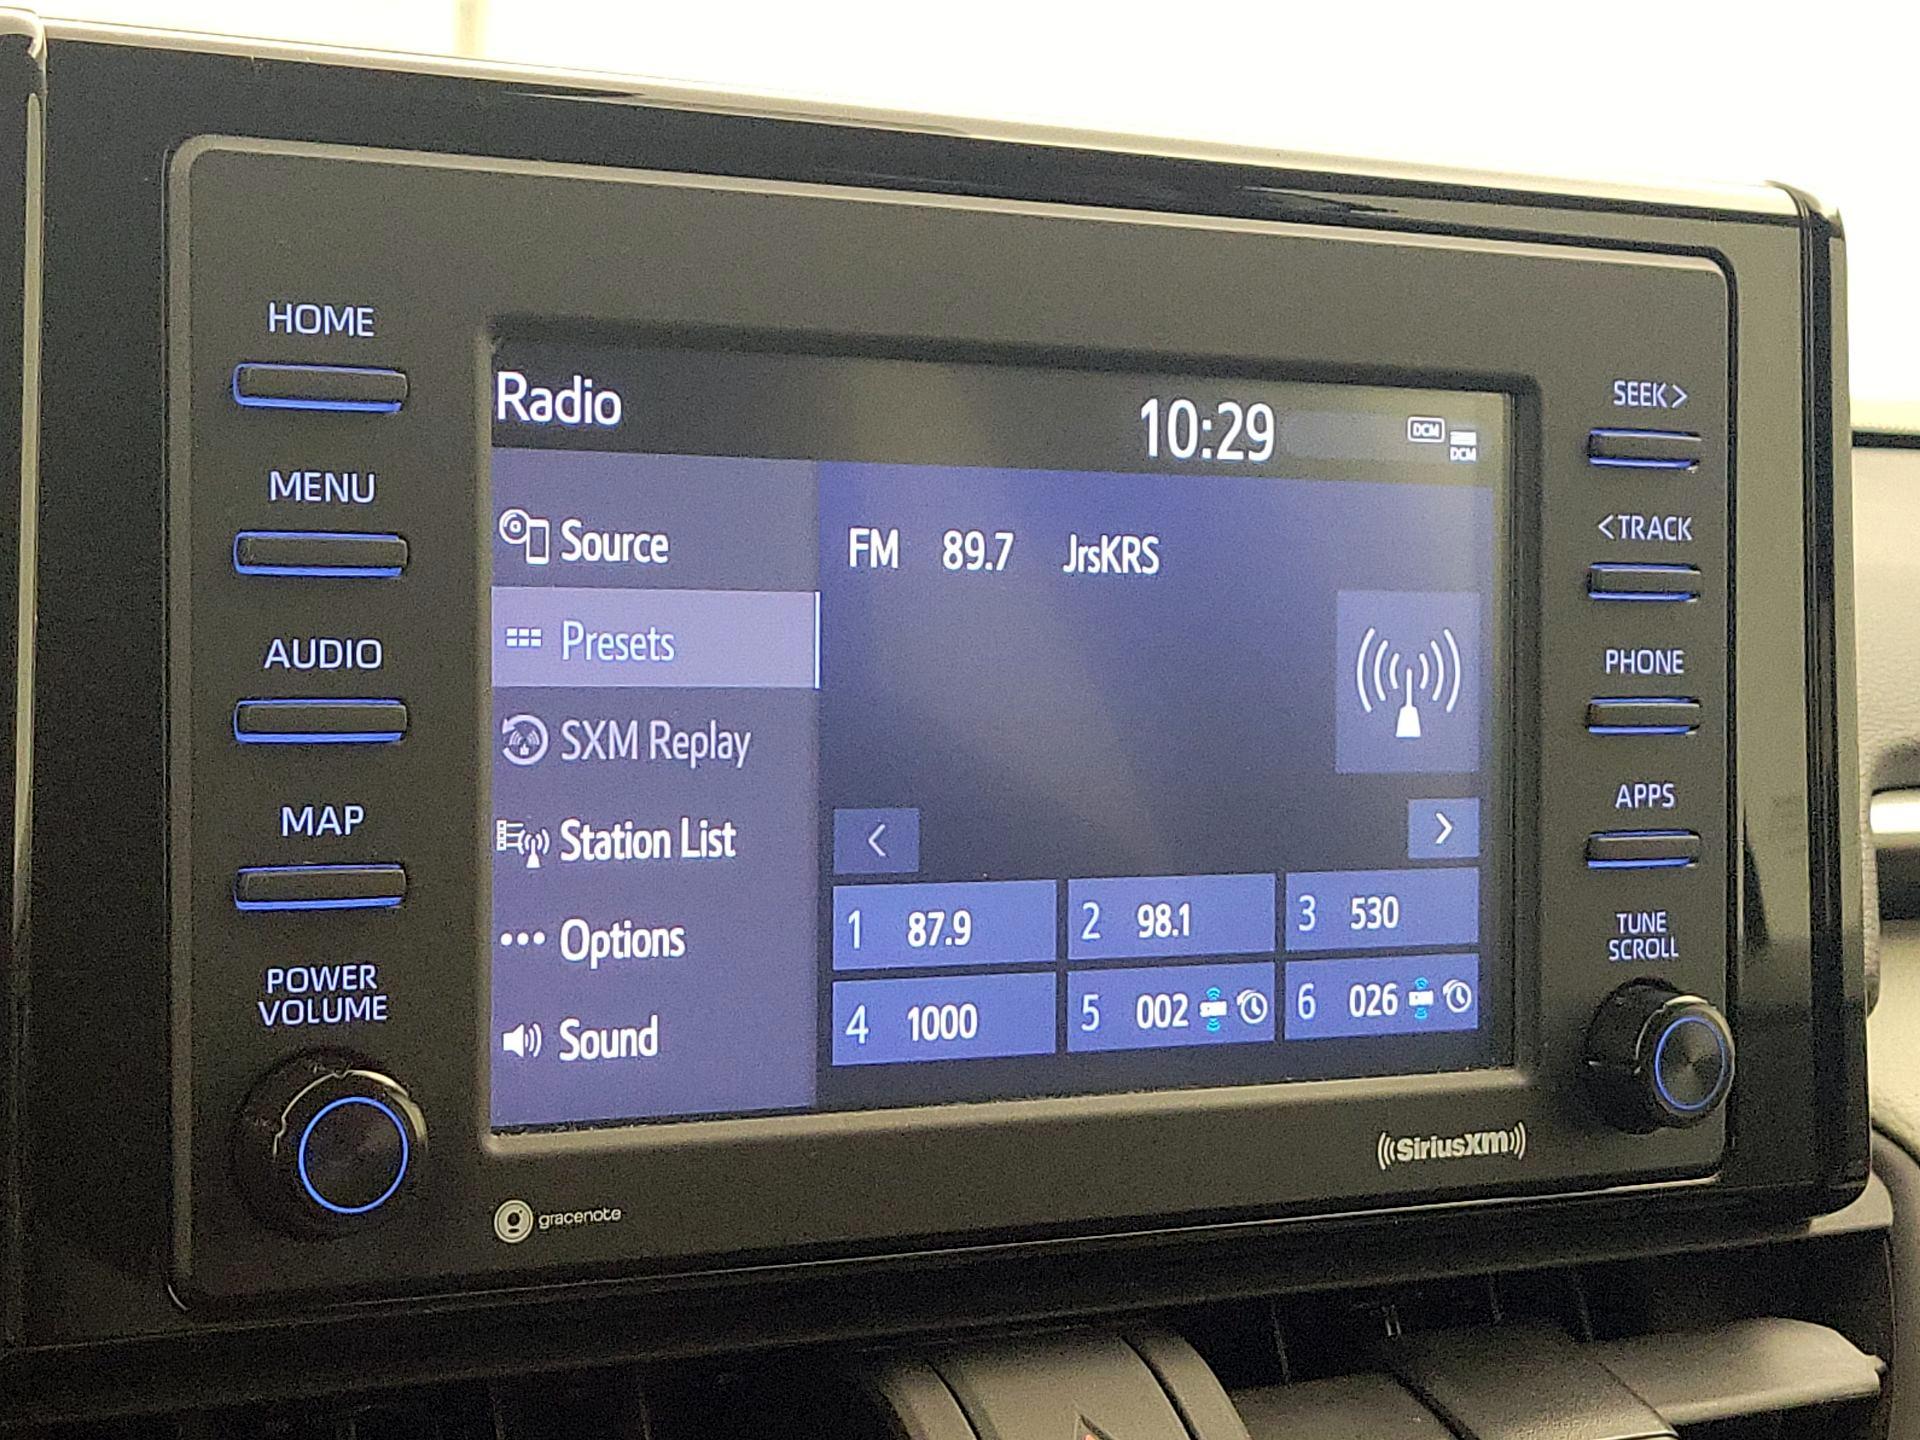 HOME
MENU
AUDIO
MAP
POWER
VOLUME
Radio
10:29
DCM
DCM
Source
Presets
SXM Replay
Station List
Options
Sound
FM 89.7 JrsKRS
<
>
1 87.9
2 98.1
3 530
4 1000
5 002
6 026
SEEK>
<TRACK
PHONE
APPS
TUNE
SCROLL
gracenote
((SiriusXM))